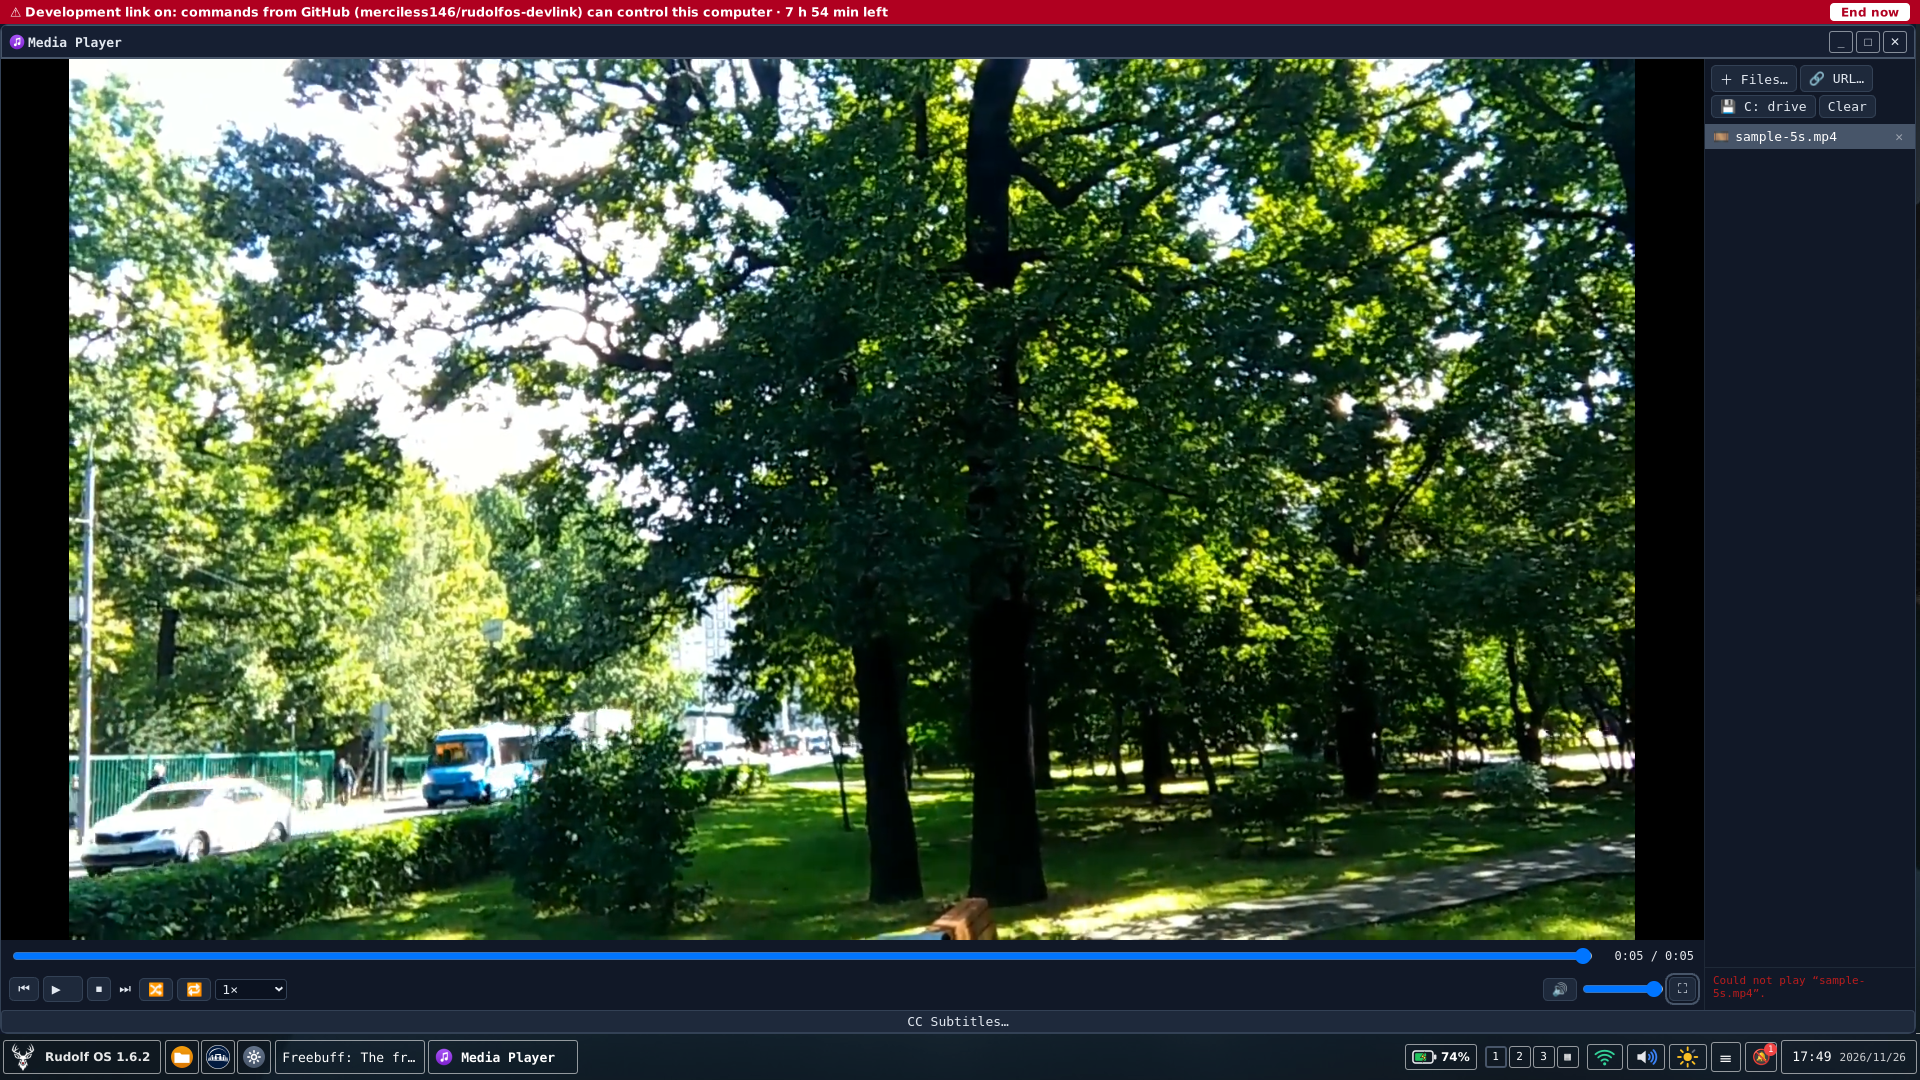 ⚠ Development link on: commands from GitHub (merciless146/rudolfos-devlink) can control this computer · 7 h 54 min left
End now
Media Player
+ Files…
🔗 URL…
💾 C: drive
Clear
sample-5s.mp4
0:05 / 0:05
1×
Could not play “sample-
5s.mp4”.
CC Subtitles…
Rudolf OS 1.6.2
Freebuff: The fr…
Media Player
74%
1
2
3
1
17:49 2026/11/26